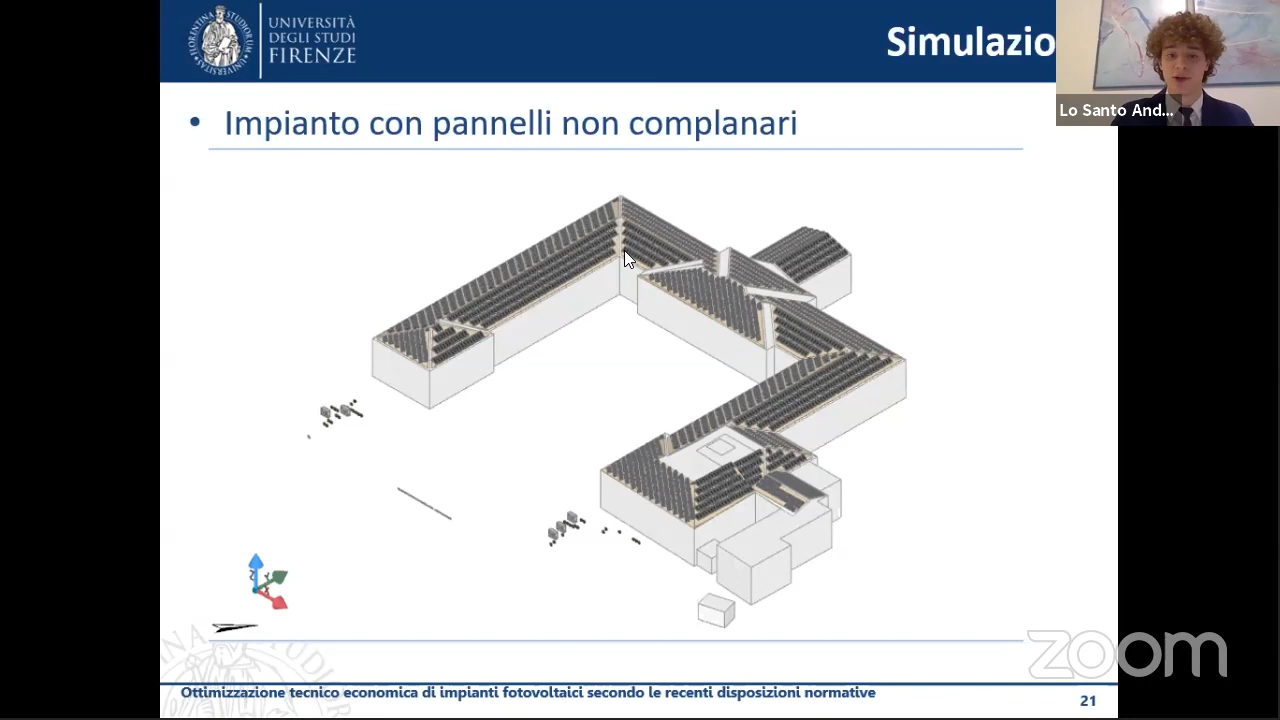 UNIVERSITÀ
DEGLI STUDI
FIRENZE
Simulazio
Lo Santo And...
• Impianto con pannelli non complanari
zoom
Ottimizzazione tecnico economica di impianti fotovoltaici secondo le recenti disposizioni normative
21